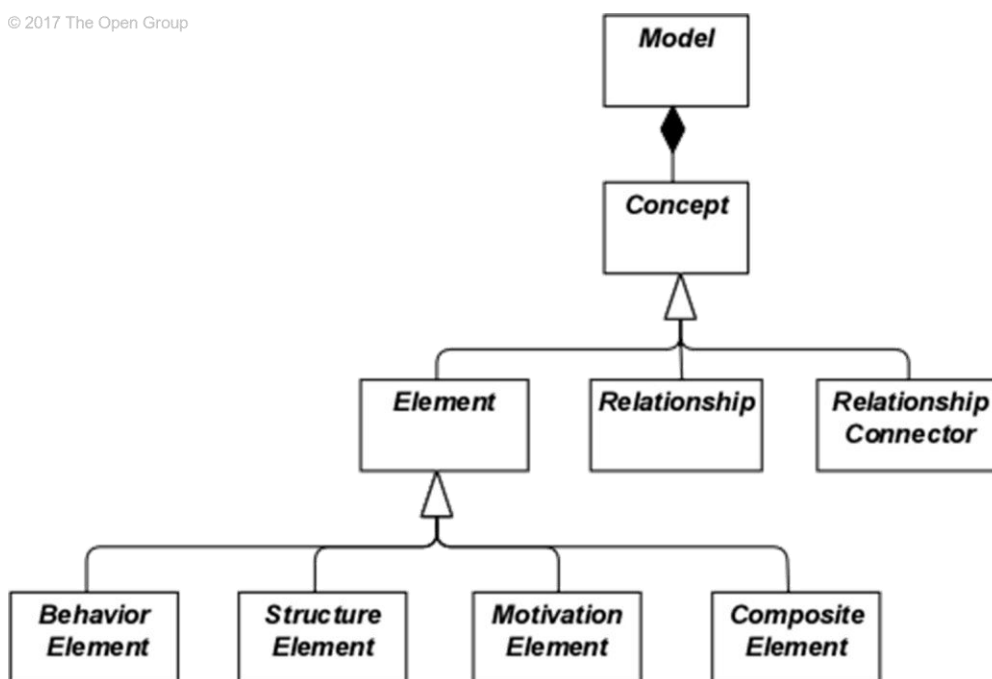 © 2017 The Open Group
Model
Concept
Element
Relationship
Relationship
Connector
Behavior
Element
Structure
Element
Motivation
Element
Composite
Element